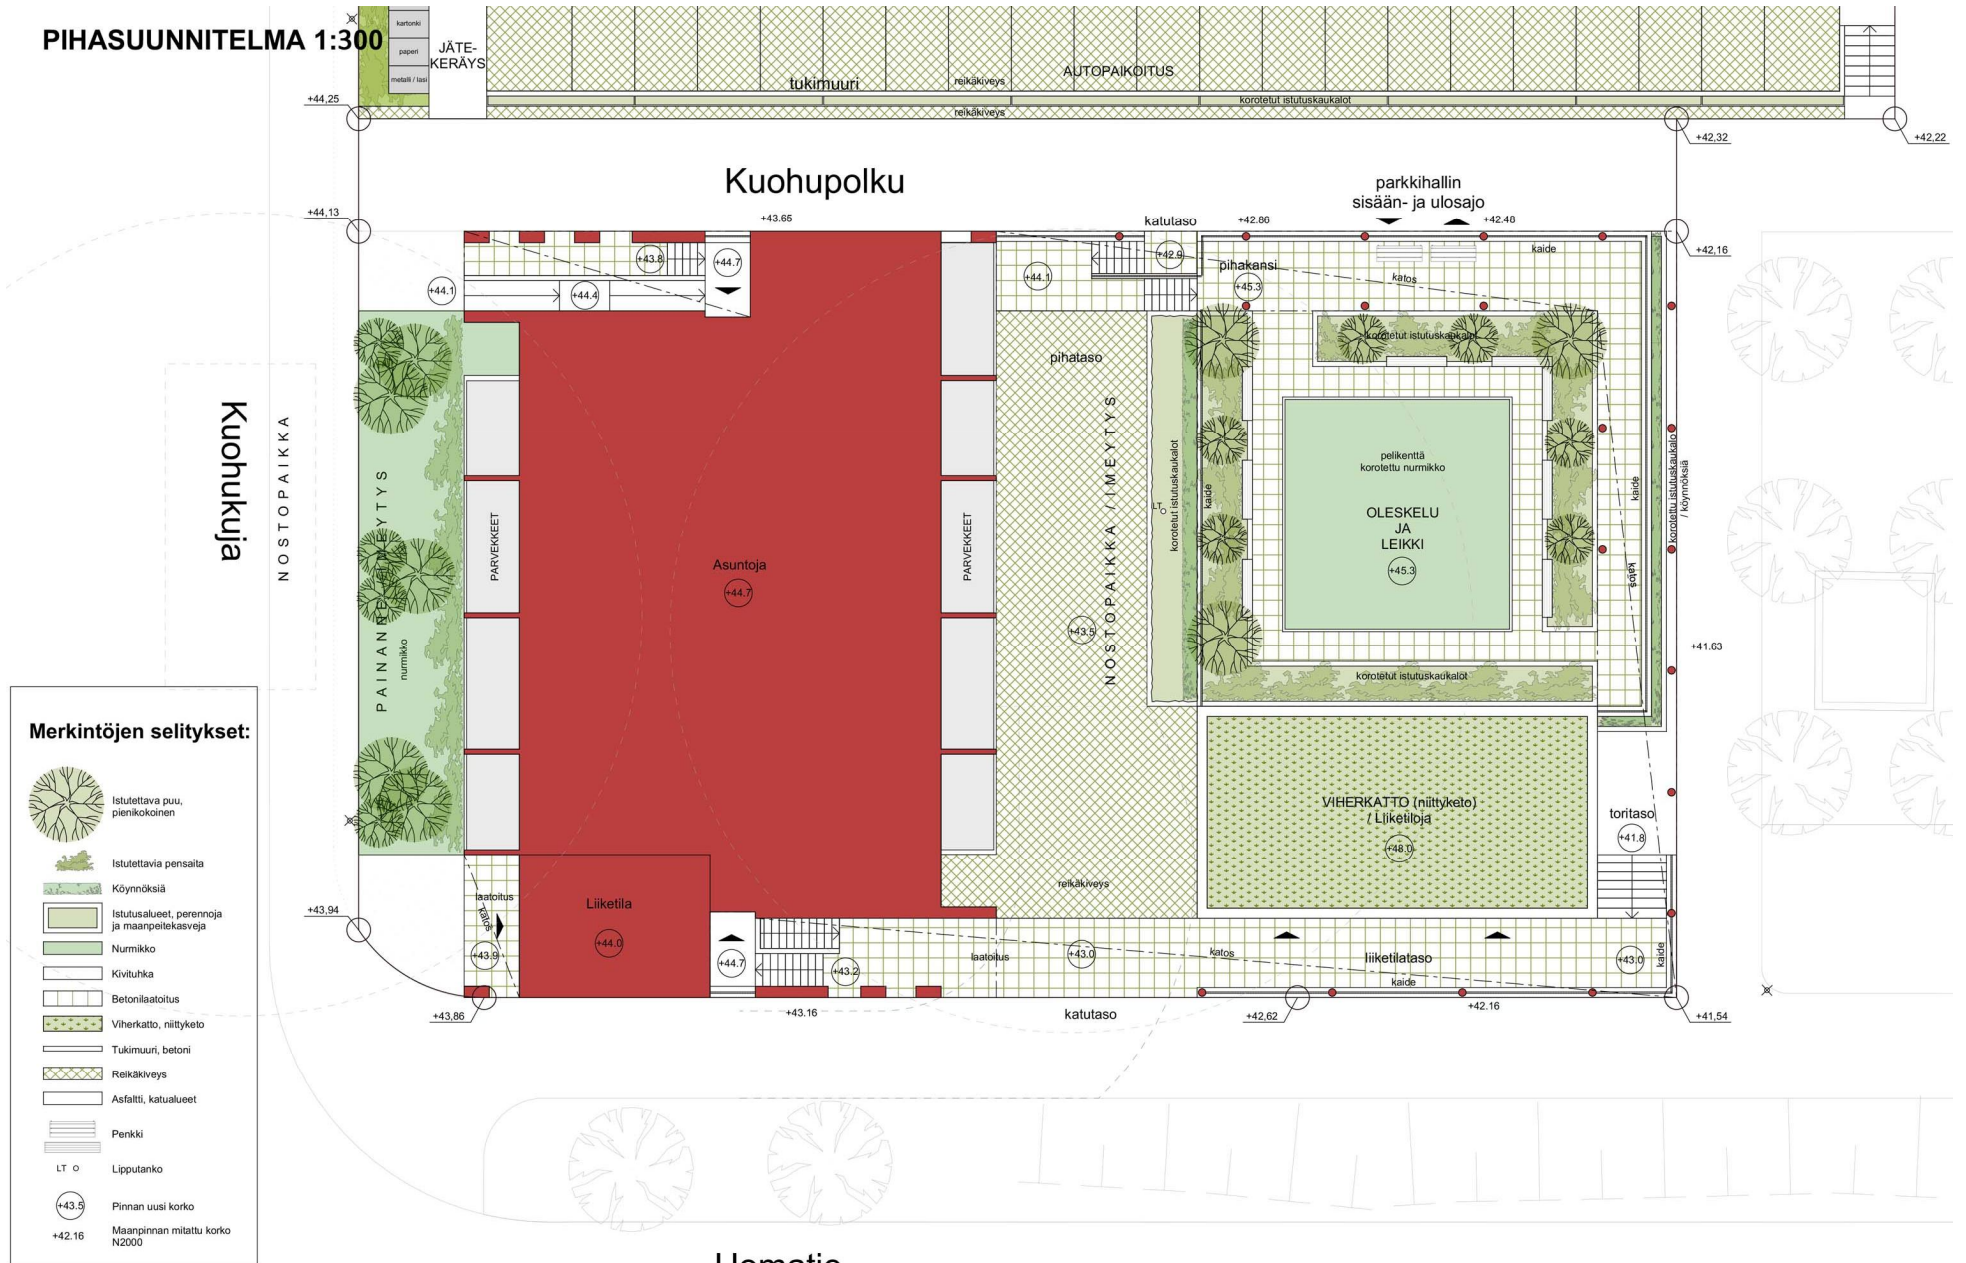 PIHASUUNNITELMA 1:300
kartonki
paperi
metalli / lasi
JÄTE-
KERÄYS
tukimuuri
reikäkiveys
AUTOPAIKOITUS
korotetut istutuskaukalot
reikäkiveys
+44,25
+42,32
+42,22
Kuohupolku
parkkihallin
sisään- ja ulosajo
+44,13
+43.65
katutaso
+42.86
+42.48
+42,16
+43.8
+44.7
+44.1
+44.4
+44.1
+42.9
pihakansi
+45.3
kaide
katos
korotetut istutuskaukalot
pihataso
Kuohukuja
NOSTOPAIKKA
PAINANNE / IMEYTYS
nurmikko
PARVEKKEET
Asuntoja
+44.7
PARVEKKEET
NOSTOPAIKKA / IMEYTYS
+43.5
LT
korotetut istutuskaukalot
kaide
pelikenttä
korotettu nurmikko
OLESKELU
JA
LEIKKI
+45.3
kaide
katos
korotettu istutuskaukalo
/ köynnöksiä
+41.63
korotetut istutuskaukalot
VIHERKATTO (niittyketo)
/ Liiketiloja
+48.0
toritaso
+41.8
reikäkiveys
laatoitus
katos
+43.9
Liiketila
+44.0
+44.7
+43.2
laatoitus
+43.0
katos
liiketilataso
kaide
+43.0
kaide
+43,94
+43,86
+43.16
katutaso
+42,62
+42.16
+41,54
Merkintöjen selitykset:
Istutettava puu,
pienikokoinen
Istutettavia pensaita
Köynnöksiä
Istutusalueet, perennoja
ja maanpeitekasveja
Nurmikko
Kivituhka
Betonilaatoitus
Viherkatto, niittyketo
Tukimuuri, betoni
Reikäkiveys
Asfaltti, katualueet
Penkki
LT O
Lipputanko
+43.5
Pinnan uusi korko
+42.16
Maanpinnan mitattu korko
N2000